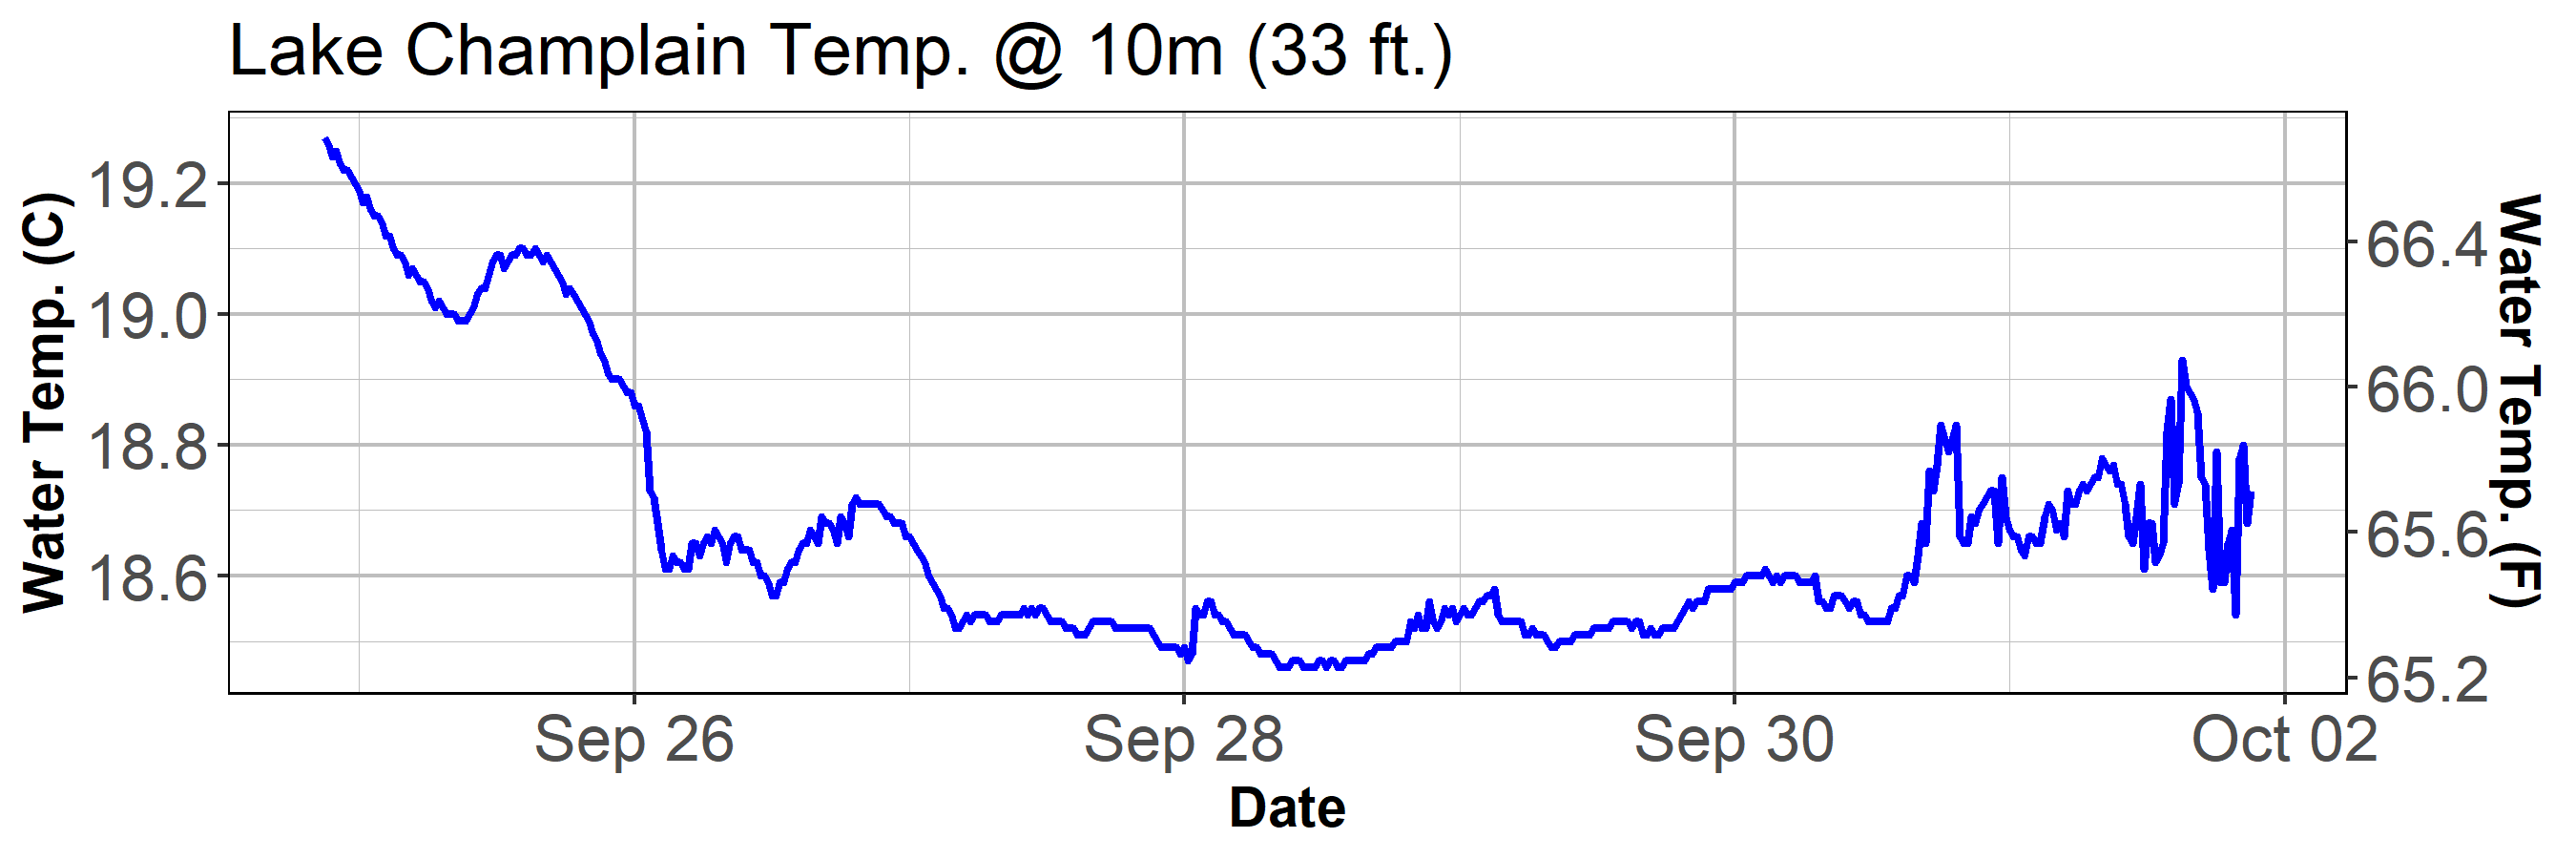 Lake Champlain Temp. @ 10m (33 ft.)
Water Temp. (C)
19.2
19.0
18.8
18.6
66.4
66.0
65.6
65.2
Water Temp. (F)
Sep 26
Sep 28
Sep 30
Oct 02
Date